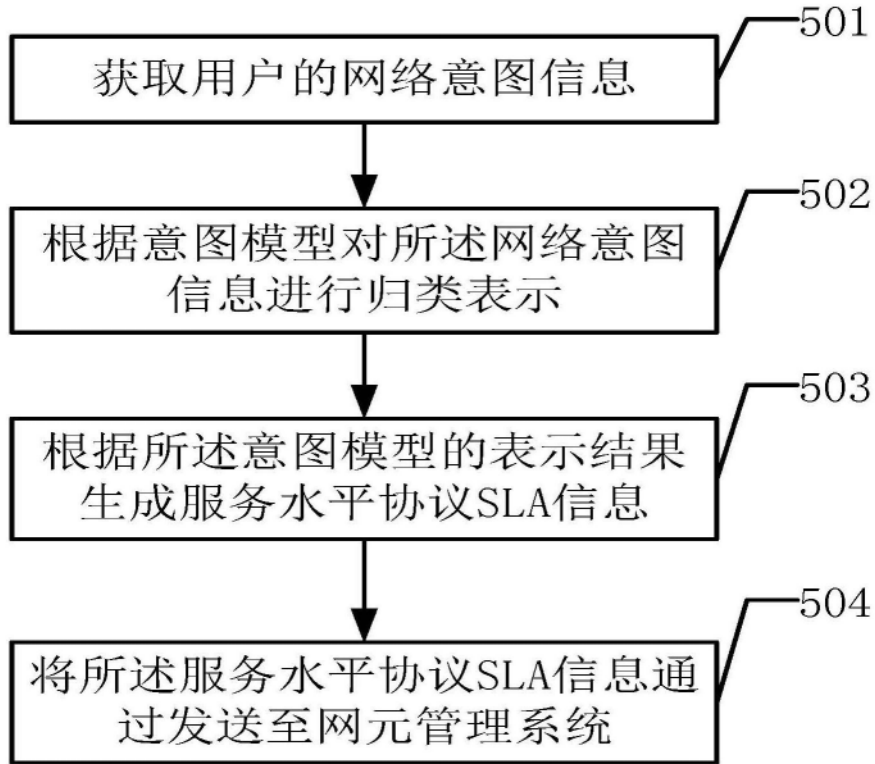 501
获取用户的网络意图信息
502
根据意图模型对所述网络意图
信息进行归类表示
503
根据所述意图模型的表示结果
生成服务水平协议SLA信息
504
将所述服务水平协议SLA信息通
过发送至网元管理系统